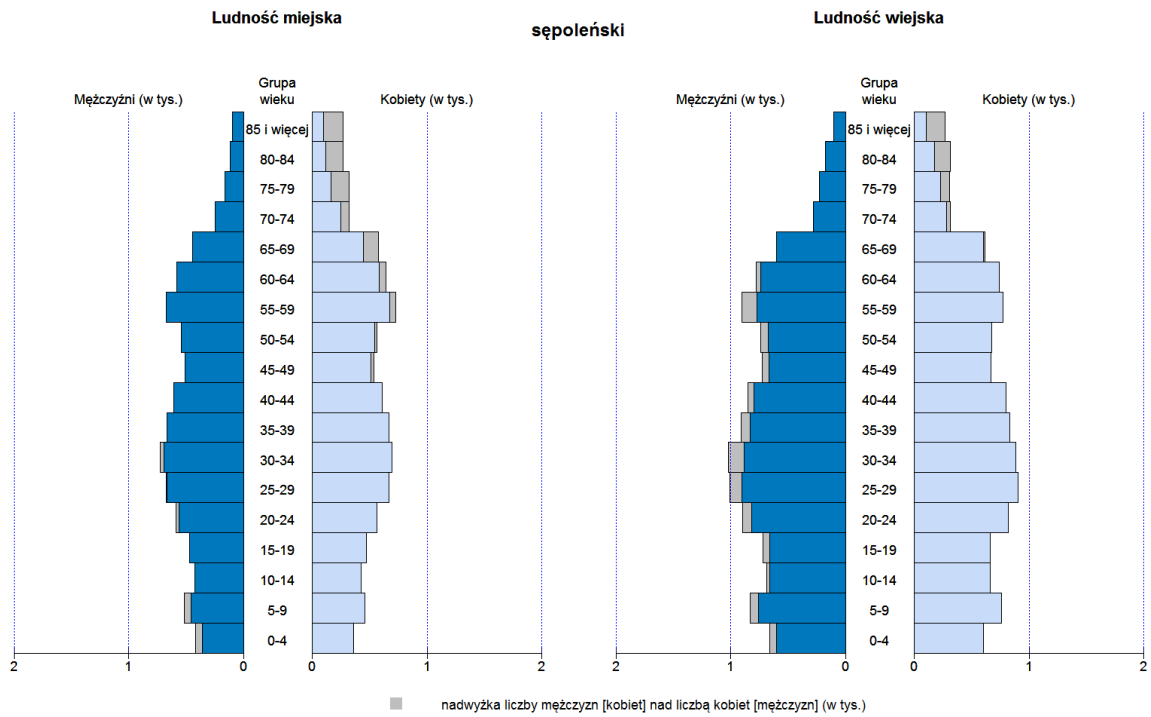 Ludność miejska
sępoleński
Ludność wiejska
Mężczyźni (w tys.)
Grupa
wieku
Kobiety (w tys.)
85 i więcej
80-84
75-79
70-74
65-69
60-64
55-59
50-54
45-49
40-44
35-39
30-34
25-29
20-24
15-19
10-14
5-9
0-4
2 1 0 0 1 2
Mężczyźni (w tys.)
Grupa
wieku
Kobiety (w tys.)
85 i więcej
80-84
75-79
70-74
65-69
60-64
55-59
50-54
45-49
40-44
35-39
30-34
25-29
20-24
15-19
10-14
5-9
0-4
2 1 0 0 1 2
nadwyżka liczby mężczyzn [kobiet] nad liczbą kobiet [mężczyzn] (w tys.)